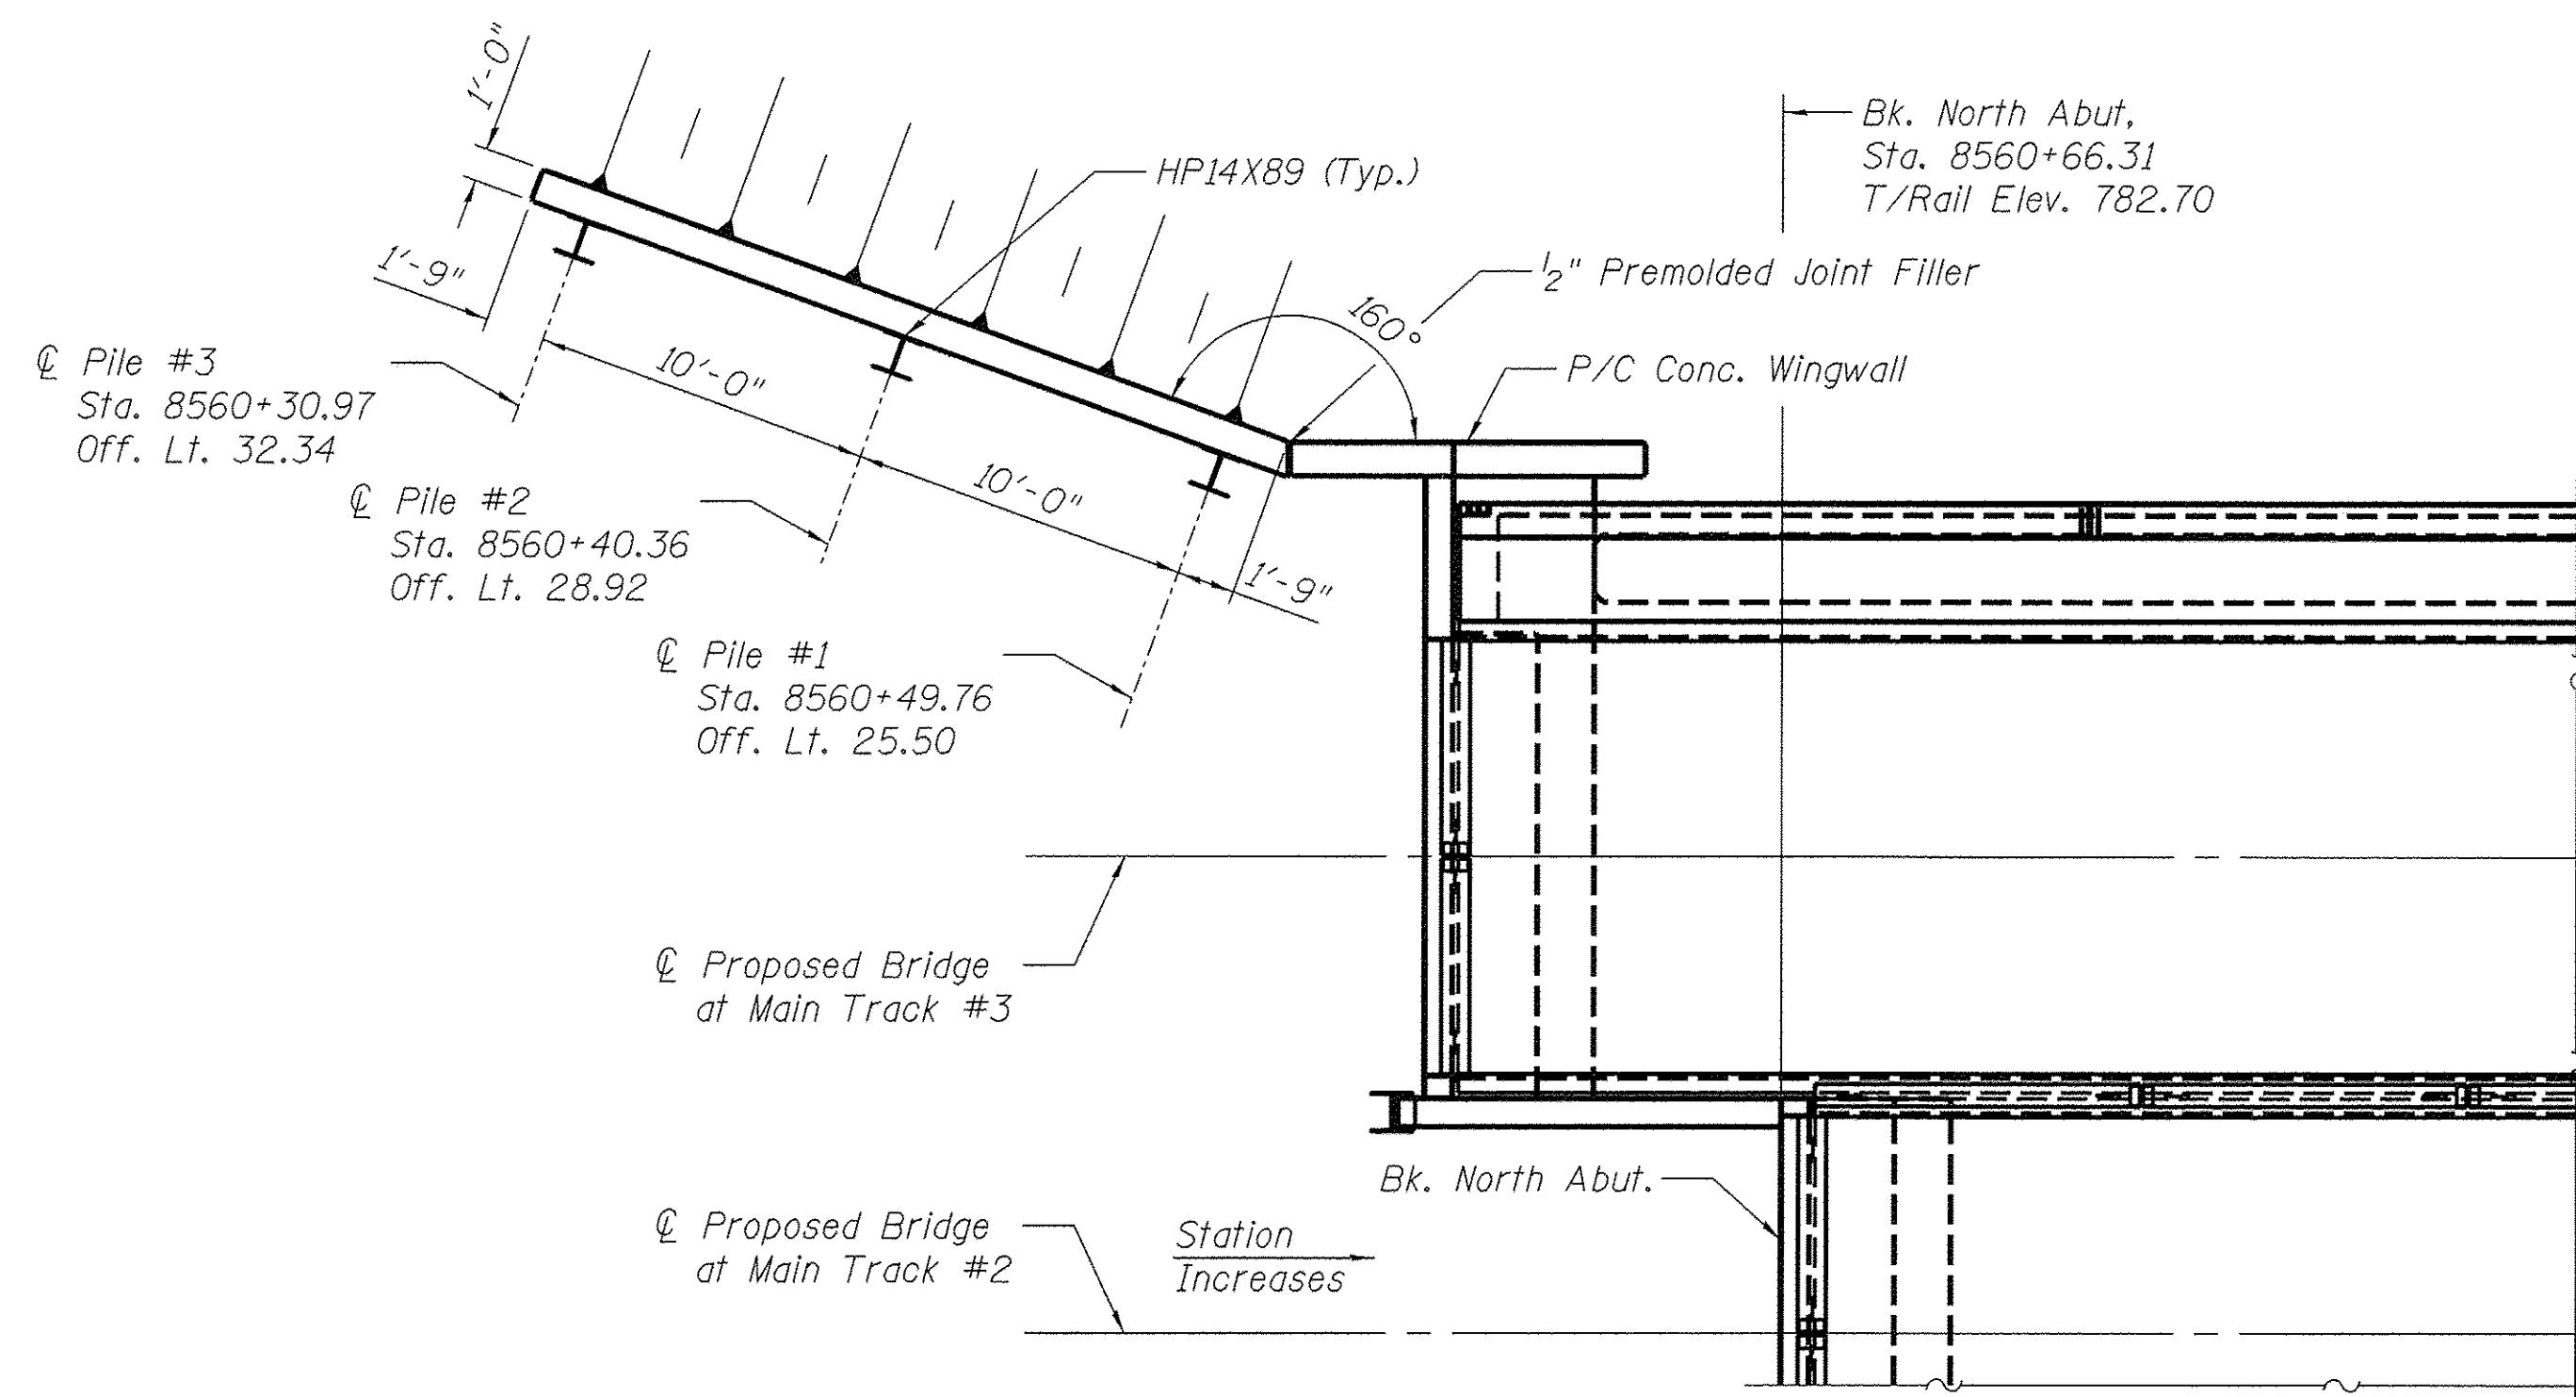 1'-0"
Bk. North Abut,
Sta. 8560+66.31
T/Rail Elev. 782.70
HP14X89 (Typ.)
1/2" Premolded Joint Filler
1'-9"
160°
℄ Pile #3
Sta. 8560+30.97
Off. Lt. 32.34
10'-0"
P/C Conc. Wingwall
℄ Pile #2
Sta. 8560+40.36
Off. Lt. 28.92
10'-0"
1'-9"
℄ Pile #1
Sta. 8560+49.76
Off. Lt. 25.50
℄ Proposed Bridge
at Main Track #3
Bk. North Abut.
℄ Proposed Bridge
at Main Track #2
Station
Increases